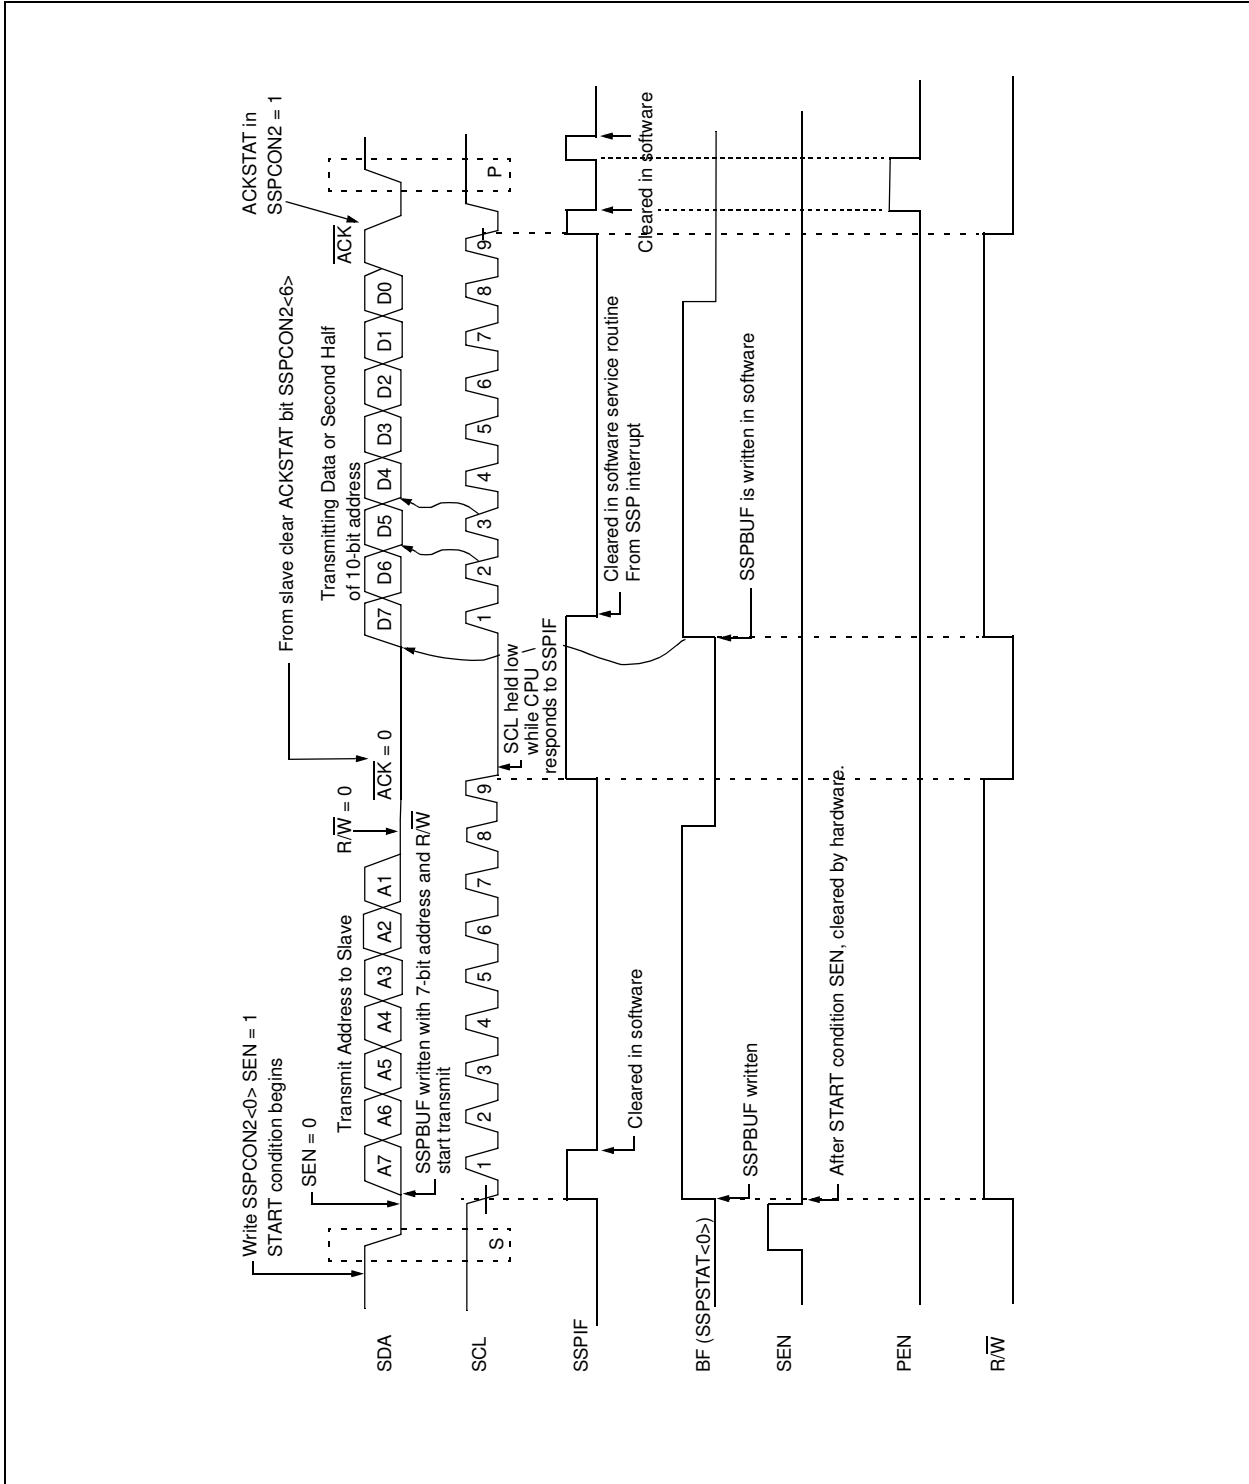 Write SSPCON2<0> SEN = 1
START condition begins
SEN = 0
From slave clear ACKSTAT bit SSPCON2<6>
ACKSTAT in
SSPCON2 = 1
Transmit Address to Slave
R/W = 0
ACK = 0
Transmitting Data or Second Half
of 10-bit address
ACK
SDA
A7 A6 A5 A4 A3 A2 A1
D7 D6 D5 D4 D3 D2 D1 D0
SSPBUF written with 7-bit address and R/W
start transmit
SCL
S
1 2 3 4 5 6 7 8 9
1 2 3 4 5 6 7 8 9
P
SCL held low
while CPU
responds to SSPIF
SSPIF
Cleared in software
Cleared in software service routine
From SSP interrupt
Cleared in software
BF (SSPSTAT<0>)
SSPBUF written
SSPBUF is written in software
SEN
After START condition SEN, cleared by hardware.
PEN
R/W